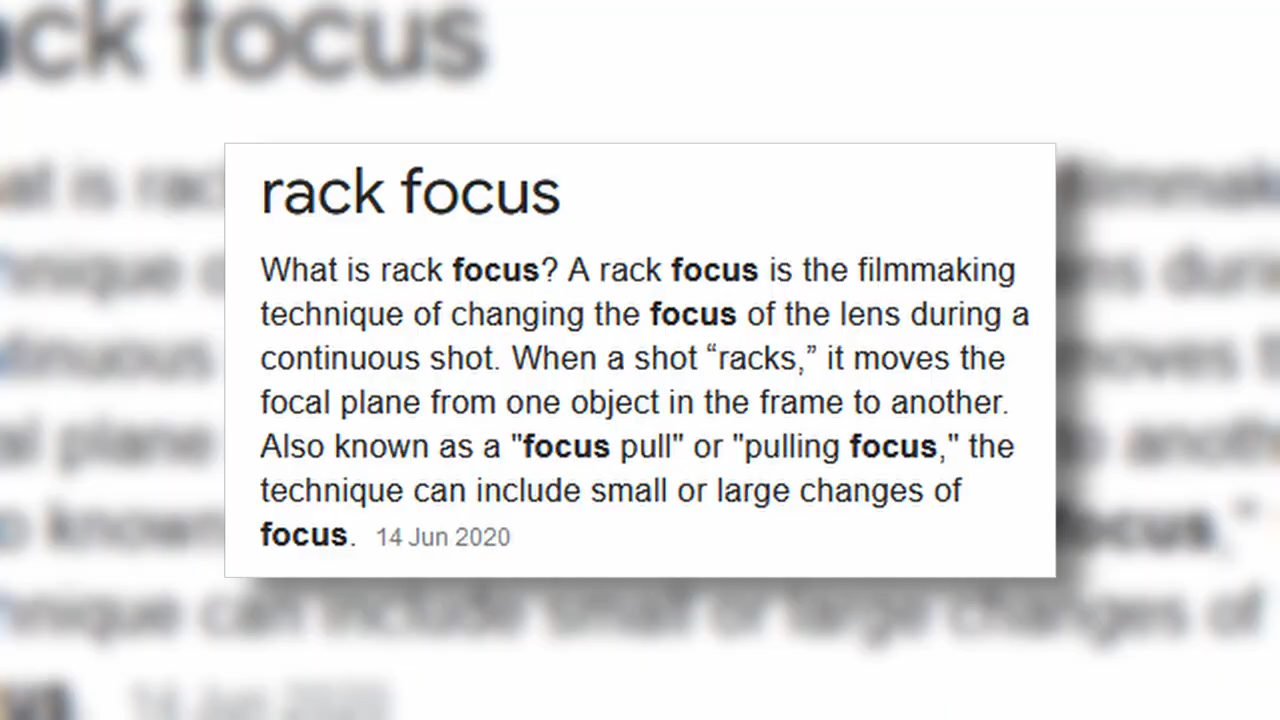 rack focus
What is rack focus? A rack focus is the filmmaking
technique of changing the focus of the lens during a
continuous shot. When a shot “racks,” it moves the
focal plane from one object in the frame to another.
Also known as a "focus pull" or "pulling focus," the
technique can include small or large changes of
focus. 14 Jun 2020